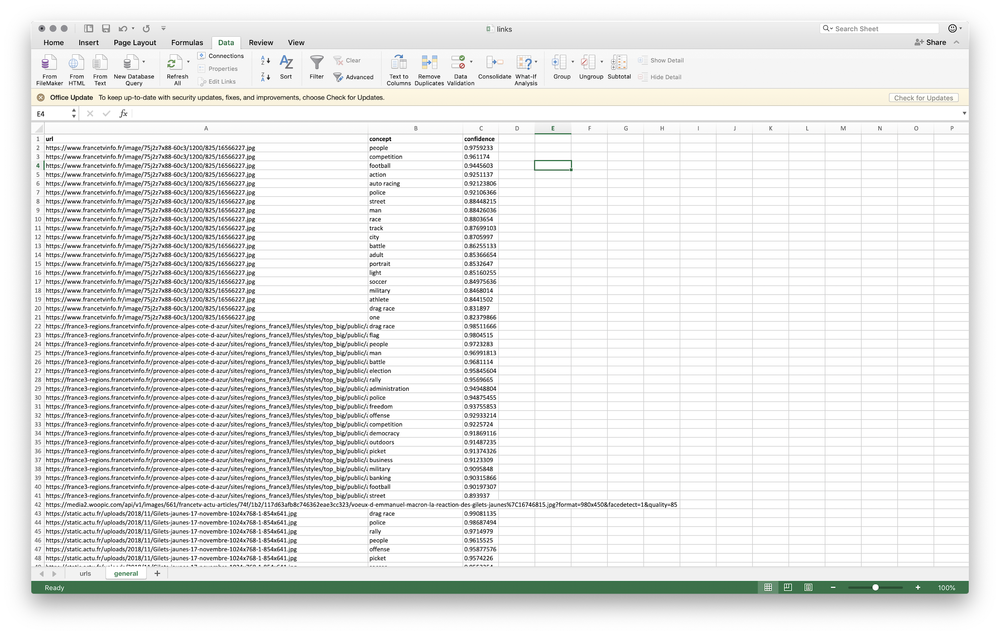 links
Search Sheet
Home Insert Page Layout Formulas Data Review View Share
From FileMaker
From HTML
From Text
New Database Query
Refresh All
Connections
Properties
Edit Links
A Z
Z A
Sort
Filter
Clear
Advanced
Text to Columns
Remove Duplicates
Data Validation
Consolidate
What-If Analysis
Group
Ungroup
Subtotal
Show Detail
Hide Detail
Office Update To keep up-to-date with security updates, fixes, and improvements, choose Check for Updates. Check for Updates
E4 fx
A B C D E F G H I J K L M N O P
1 url concept confidence
2 https://www.francetvinfo.fr/image/75j2z7x88-60c3/1200/825/16566227.jpg people 0.9759233
3 https://www.francetvinfo.fr/image/75j2z7x88-60c3/1200/825/16566227.jpg competition 0.961174
4 https://www.francetvinfo.fr/image/75j2z7x88-60c3/1200/825/16566227.jpg football 0.9445603
5 https://www.francetvinfo.fr/image/75j2z7x88-60c3/1200/825/16566227.jpg action 0.9251137
6 https://www.francetvinfo.fr/image/75j2z7x88-60c3/1200/825/16566227.jpg auto racing 0.92123806
7 https://www.francetvinfo.fr/image/75j2z7x88-60c3/1200/825/16566227.jpg police 0.92106366
8 https://www.francetvinfo.fr/image/75j2z7x88-60c3/1200/825/16566227.jpg street 0.88448215
9 https://www.francetvinfo.fr/image/75j2z7x88-60c3/1200/825/16566227.jpg man 0.88426036
10 https://www.francetvinfo.fr/image/75j2z7x88-60c3/1200/825/16566227.jpg race 0.8803654
11 https://www.francetvinfo.fr/image/75j2z7x88-60c3/1200/825/16566227.jpg track 0.87699103
12 https://www.francetvinfo.fr/image/75j2z7x88-60c3/1200/825/16566227.jpg city 0.8705997
13 https://www.francetvinfo.fr/image/75j2z7x88-60c3/1200/825/16566227.jpg battle 0.86255133
14 https://www.francetvinfo.fr/image/75j2z7x88-60c3/1200/825/16566227.jpg adult 0.85366654
15 https://www.francetvinfo.fr/image/75j2z7x88-60c3/1200/825/16566227.jpg portrait 0.8532647
16 https://www.francetvinfo.fr/image/75j2z7x88-60c3/1200/825/16566227.jpg light 0.85160255
17 https://www.francetvinfo.fr/image/75j2z7x88-60c3/1200/825/16566227.jpg soccer 0.84975636
18 https://www.francetvinfo.fr/image/75j2z7x88-60c3/1200/825/16566227.jpg military 0.8468014
19 https://www.francetvinfo.fr/image/75j2z7x88-60c3/1200/825/16566227.jpg athlete 0.8441502
20 https://www.francetvinfo.fr/image/75j2z7x88-60c3/1200/825/16566227.jpg drag race 0.831897
21 https://www.francetvinfo.fr/image/75j2z7x88-60c3/1200/825/16566227.jpg one 0.82379866
22 https://france3-regions.francetvinfo.fr/provence-alpes-cote-d-azur/sites/regions_france3/files/styles/top_big/public/ drag race 0.98511666
23 https://france3-regions.francetvinfo.fr/provence-alpes-cote-d-azur/sites/regions_france3/files/styles/top_big/public/ flag 0.9804515
24 https://france3-regions.francetvinfo.fr/provence-alpes-cote-d-azur/sites/regions_france3/files/styles/top_big/public/ people 0.9723283
25 https://france3-regions.francetvinfo.fr/provence-alpes-cote-d-azur/sites/regions_france3/files/styles/top_big/public/ man 0.96991813
26 https://france3-regions.francetvinfo.fr/provence-alpes-cote-d-azur/sites/regions_france3/files/styles/top_big/public/ battle 0.9681114
27 https://france3-regions.francetvinfo.fr/provence-alpes-cote-d-azur/sites/regions_france3/files/styles/top_big/public/ election 0.95845604
28 https://france3-regions.francetvinfo.fr/provence-alpes-cote-d-azur/sites/regions_france3/files/styles/top_big/public/ rally 0.9569665
29 https://france3-regions.francetvinfo.fr/provence-alpes-cote-d-azur/sites/regions_france3/files/styles/top_big/public/ administration 0.94948804
30 https://france3-regions.francetvinfo.fr/provence-alpes-cote-d-azur/sites/regions_france3/files/styles/top_big/public/ police 0.94875455
31 https://france3-regions.francetvinfo.fr/provence-alpes-cote-d-azur/sites/regions_france3/files/styles/top_big/public/ freedom 0.93755853
32 https://france3-regions.francetvinfo.fr/provence-alpes-cote-d-azur/sites/regions_france3/files/styles/top_big/public/ offense 0.92933214
33 https://france3-regions.francetvinfo.fr/provence-alpes-cote-d-azur/sites/regions_france3/files/styles/top_big/public/ competition 0.9225724
34 https://france3-regions.francetvinfo.fr/provence-alpes-cote-d-azur/sites/regions_france3/files/styles/top_big/public/ democracy 0.91869116
35 https://france3-regions.francetvinfo.fr/provence-alpes-cote-d-azur/sites/regions_france3/files/styles/top_big/public/ outdoors 0.91487235
36 https://france3-regions.francetvinfo.fr/provence-alpes-cote-d-azur/sites/regions_france3/files/styles/top_big/public/ picket 0.91374326
37 https://france3-regions.francetvinfo.fr/provence-alpes-cote-d-azur/sites/regions_france3/files/styles/top_big/public/ business 0.9123309
38 https://france3-regions.francetvinfo.fr/provence-alpes-cote-d-azur/sites/regions_france3/files/styles/top_big/public/ military 0.9095848
39 https://france3-regions.francetvinfo.fr/provence-alpes-cote-d-azur/sites/regions_france3/files/styles/top_big/public/ banking 0.90315866
40 https://france3-regions.francetvinfo.fr/provence-alpes-cote-d-azur/sites/regions_france3/files/styles/top_big/public/ football 0.90197307
41 https://france3-regions.francetvinfo.fr/provence-alpes-cote-d-azur/sites/regions_france3/files/styles/top_big/public/ street 0.893937
42 https://media2.woopic.com/api/v1/images/661/francetv-actu-articles/74f/1b2/117d63afb8c746362eae3cc323/voeux-d-emmanuel-macron-la-reaction-des-gilets-jaunes%7C16746815.jpg?format=980x450&facedetect=1&quality=85
43 https://static.actu.fr/uploads/2018/11/Gilets-jaunes-17-novembre-1024x768-1-854x641.jpg drag race 0.99081135
44 https://static.actu.fr/uploads/2018/11/Gilets-jaunes-17-novembre-1024x768-1-854x641.jpg police 0.98687494
45 https://static.actu.fr/uploads/2018/11/Gilets-jaunes-17-novembre-1024x768-1-854x641.jpg rally 0.9714979
46 https://static.actu.fr/uploads/2018/11/Gilets-jaunes-17-novembre-1024x768-1-854x641.jpg people 0.9615525
47 https://static.actu.fr/uploads/2018/11/Gilets-jaunes-17-novembre-1024x768-1-854x641.jpg offense 0.95877576
48 https://static.actu.fr/uploads/2018/11/Gilets-jaunes-17-novembre-1024x768-1-854x641.jpg picket 0.9574226
urls general +
Ready 100%